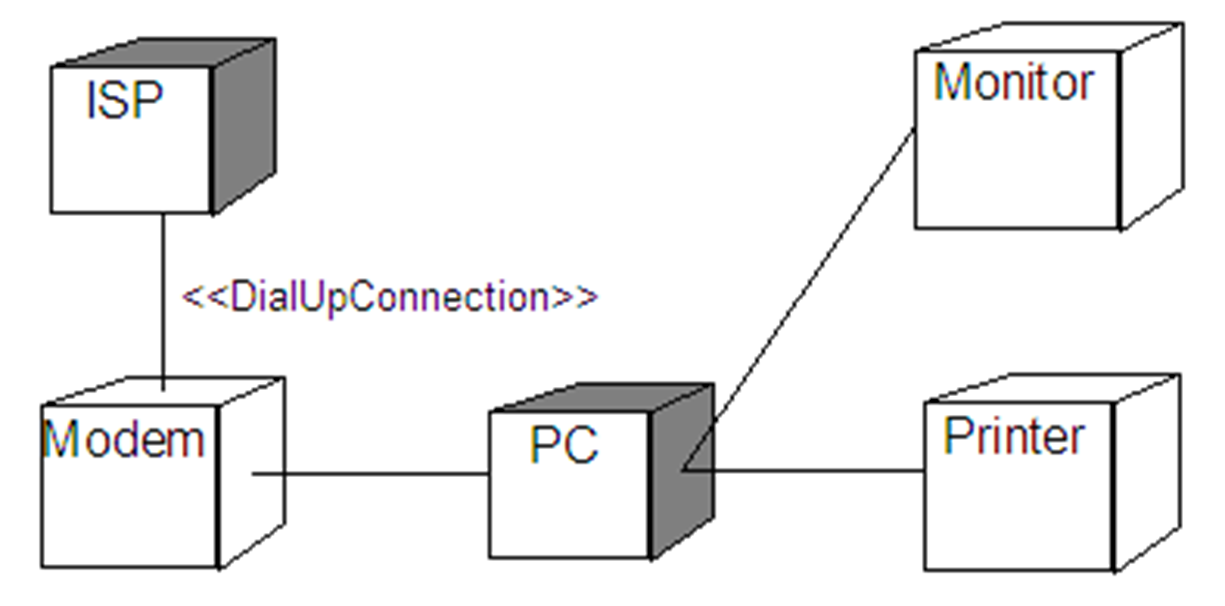 ISP
Monitor
<<DialUpConnection>>
Modem
PC
Printer